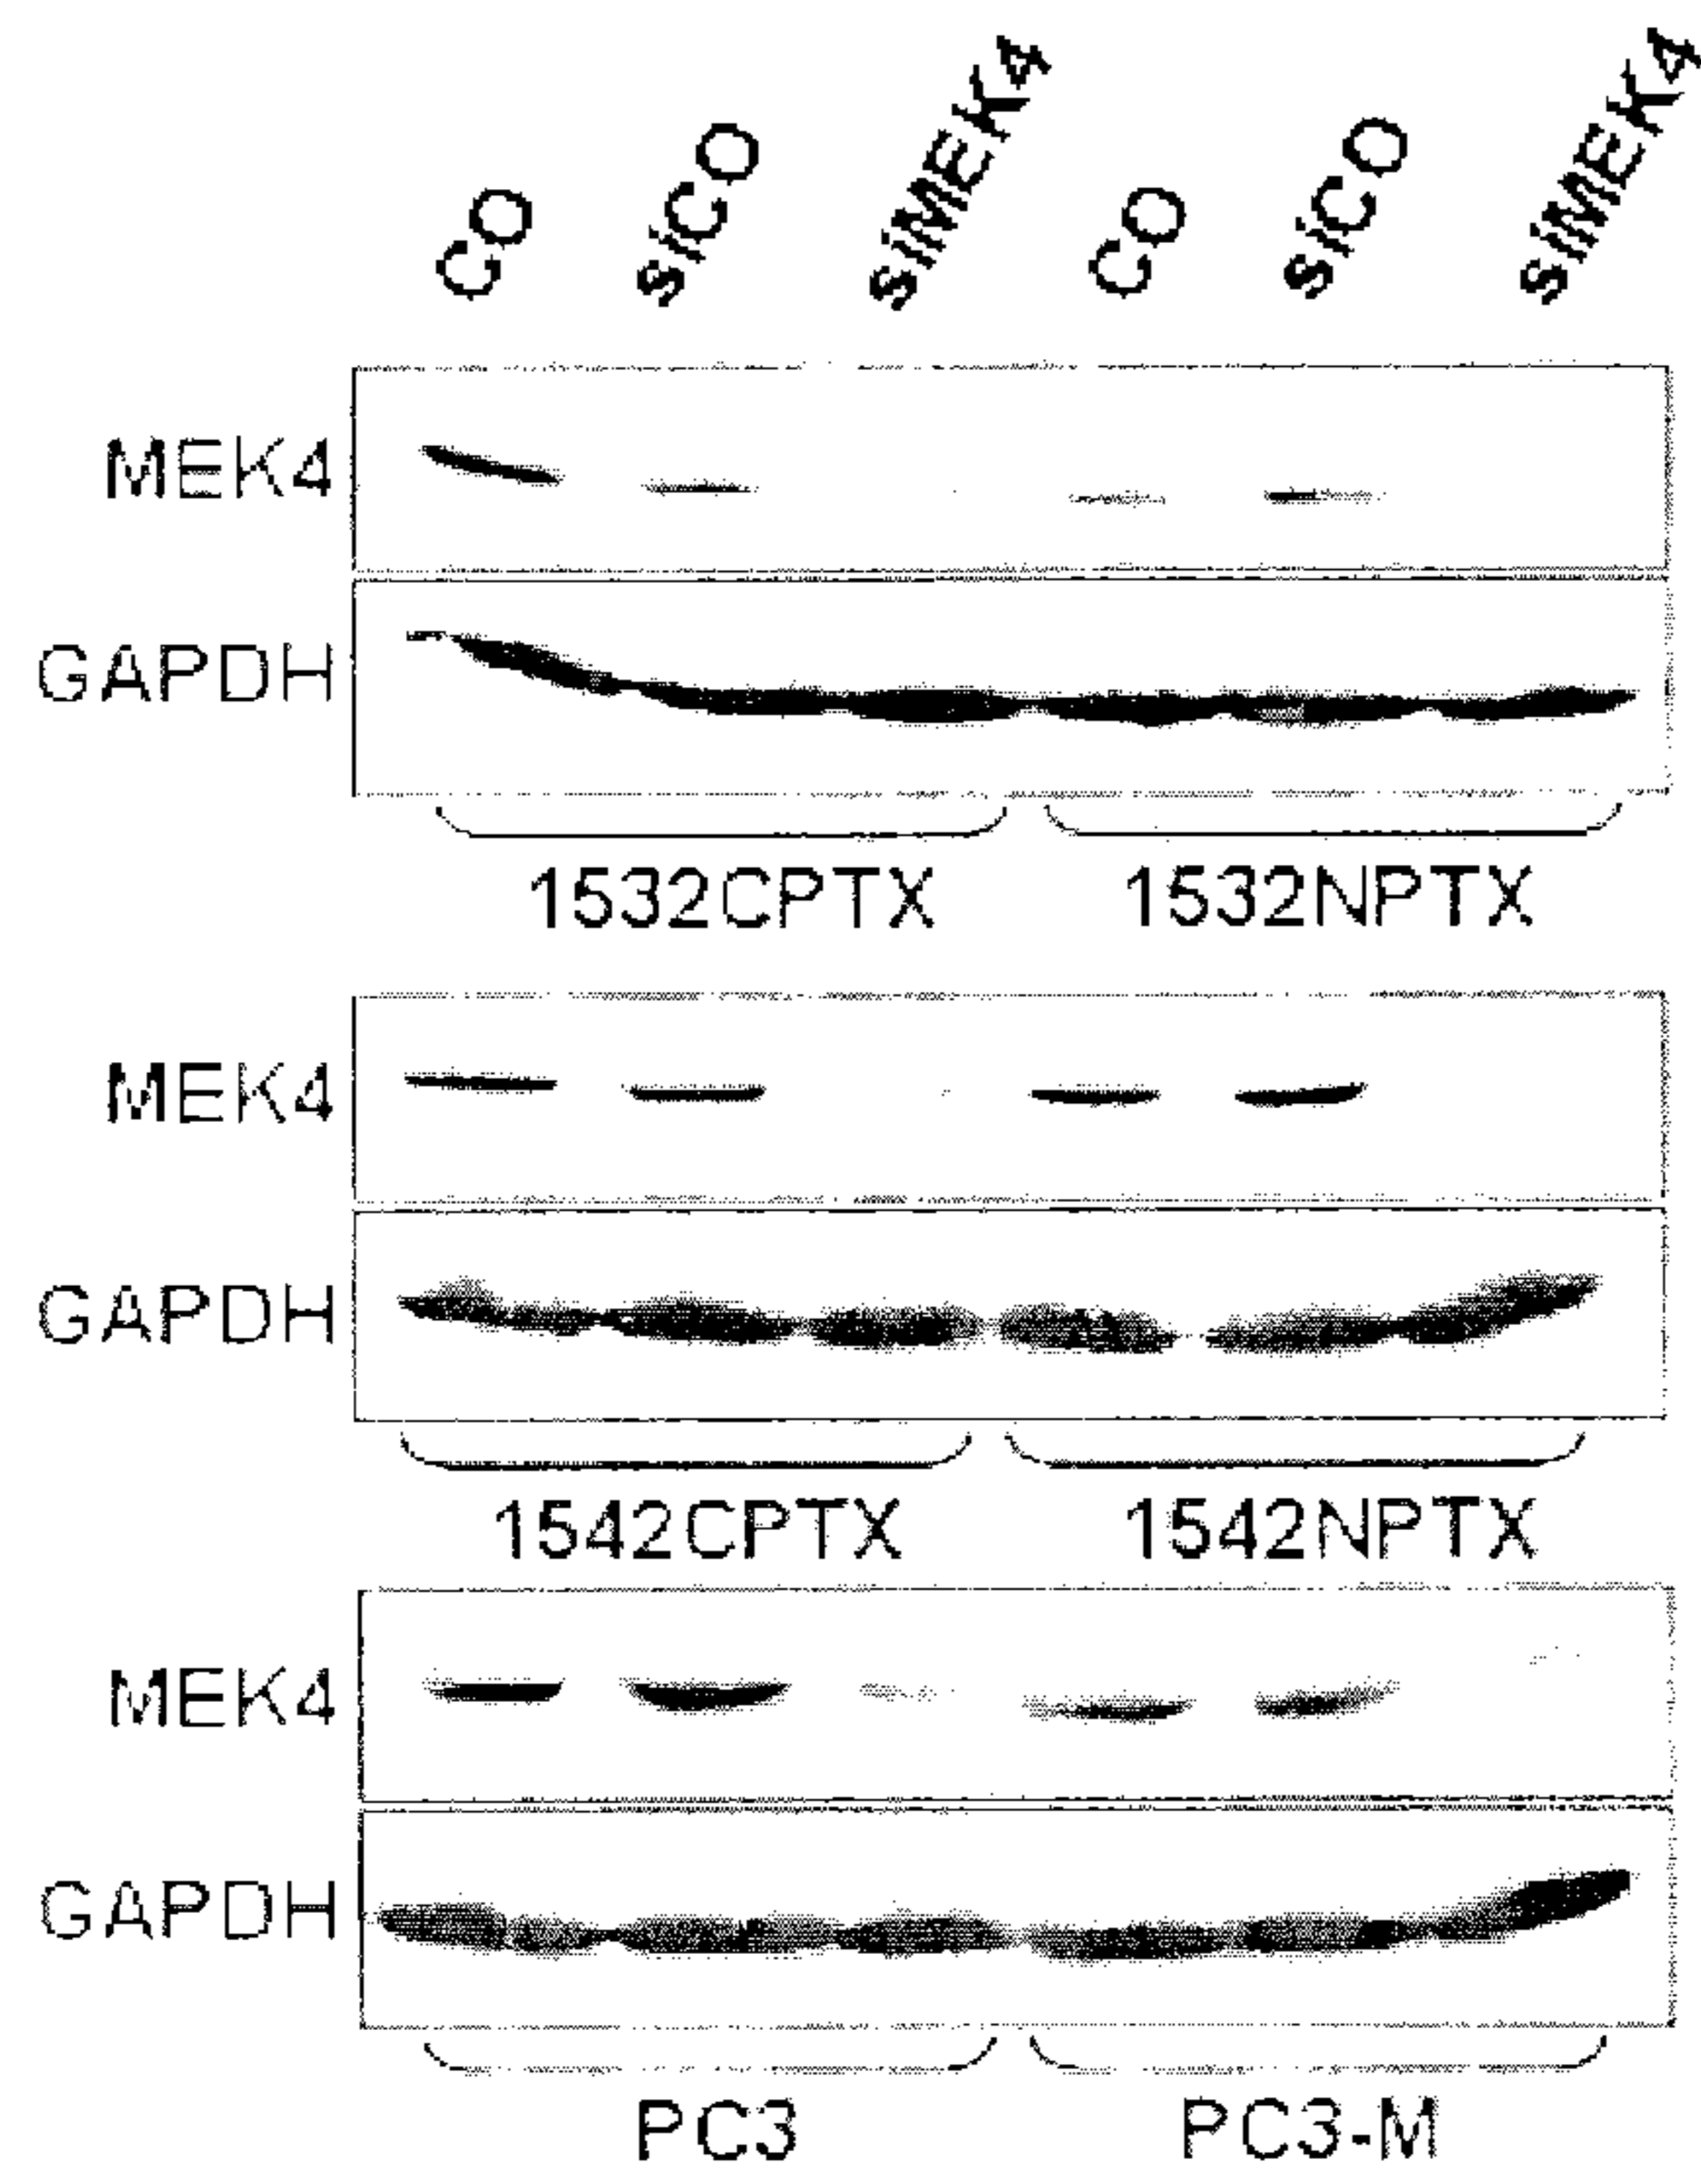 CO siCO siMEK4 CO siCO siMEK4
MEK4
GAPDH
1532CPTX 1532NPTX
MEK4
GAPDH
1542CPTX 1542NPTX
MEK4
GAPDH
PC3 PC3-M